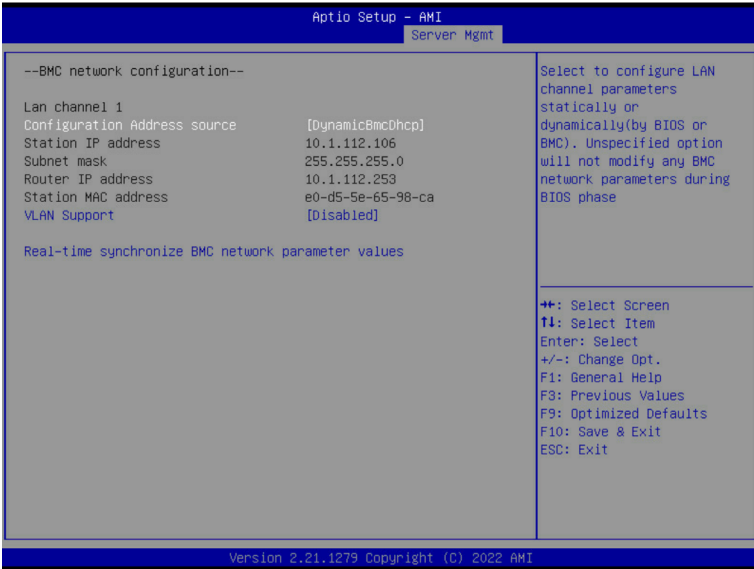 Aptio Setup – AMI
Server Mgmt
--BMC network configuration--
Lan channel 1
Configuration Address source [DynamicBmcDhcp]
Station IP address 10.1.112.106
Subnet mask 255.255.255.0
Router IP address 10.1.112.253
Station MAC address e0-d5-5e-65-98-ca
VLAN Support [Disabled]
Real-time synchronize BMC network parameter values
Select to configure LAN
channel parameters
statically or
dynamically(by BIOS or
BMC). Unspecified option
will not modify any BMC
network parameters during
BIOS phase
→←: Select Screen
↑↓: Select Item
Enter: Select
+/-: Change Opt.
F1: General Help
F3: Previous Values
F9: Optimized Defaults
F10: Save & Exit
ESC: Exit
Version 2.21.1279 Copyright (C) 2022 AMI